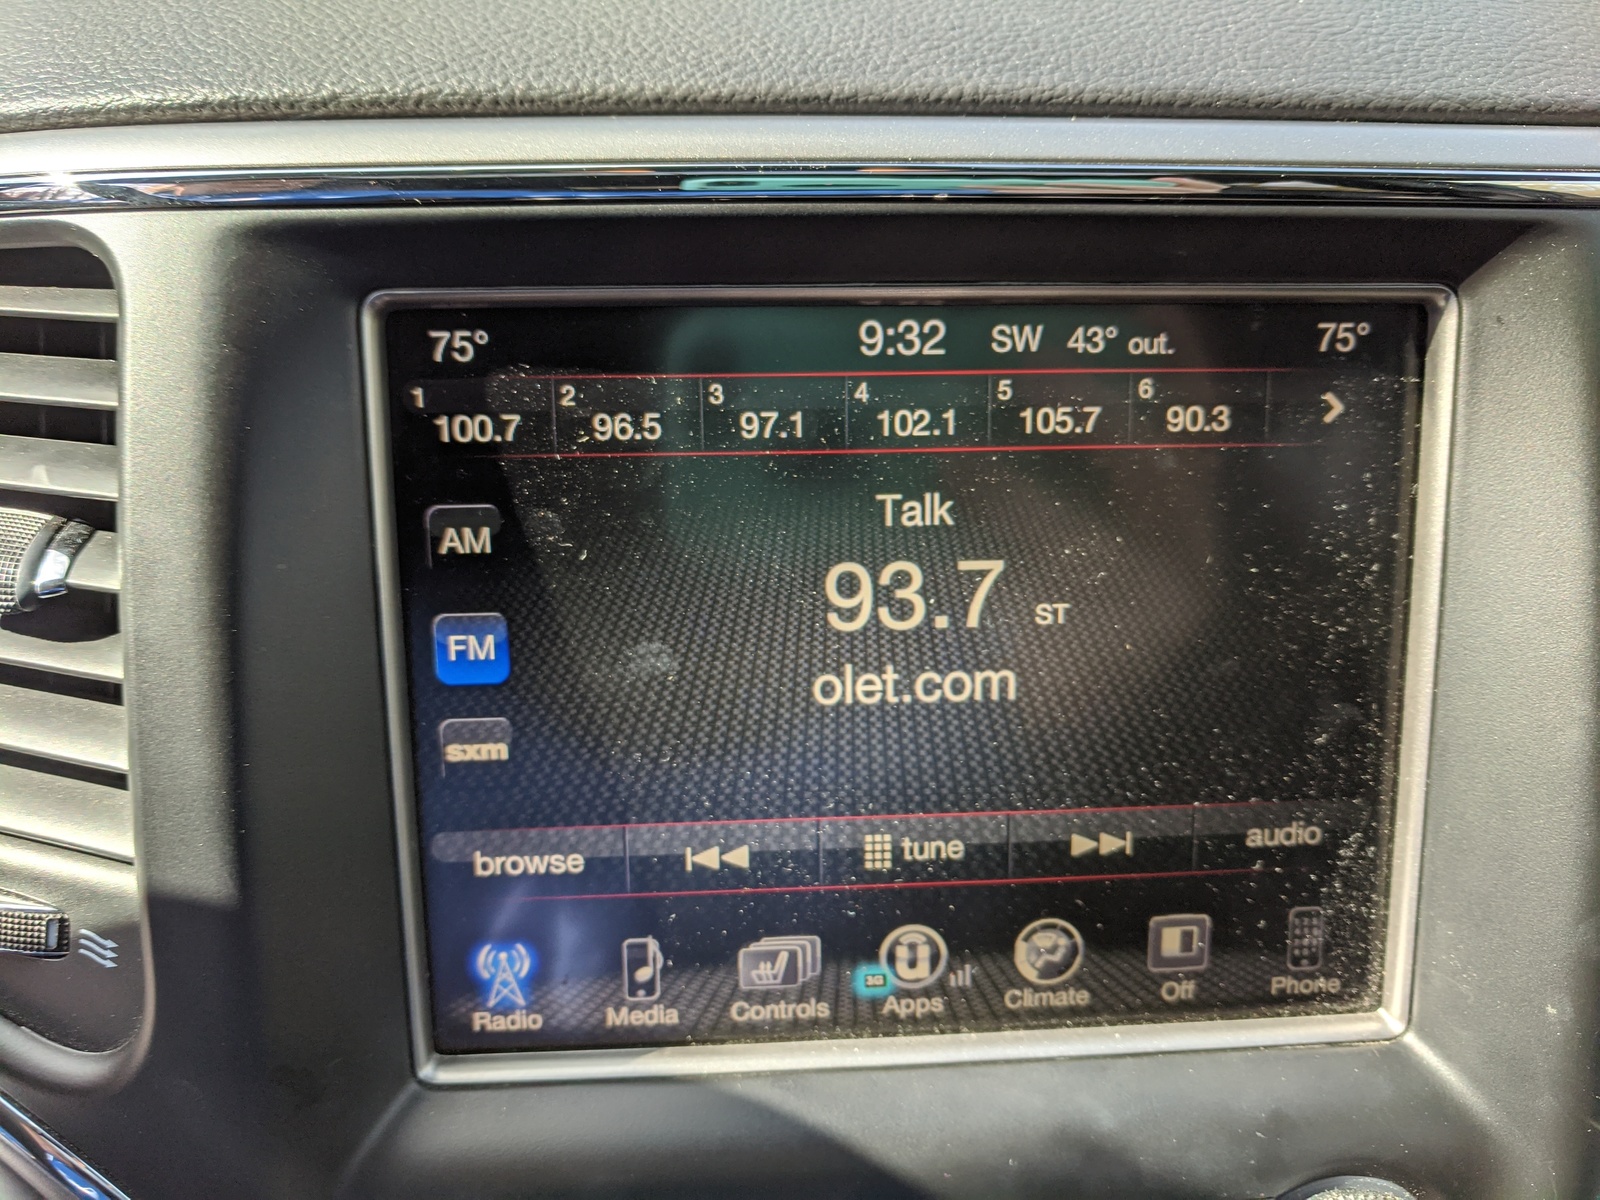 75° 9:32 SW 43° out. 75°
1 2 3 4 5 6
100.7 96.5 97.1 102.1 105.7 90.3
Talk
AM
93.7 ST
FM
olet.com
sxm
browse tune audio
3G
Radio Media Controls Apps Climate Off Phone